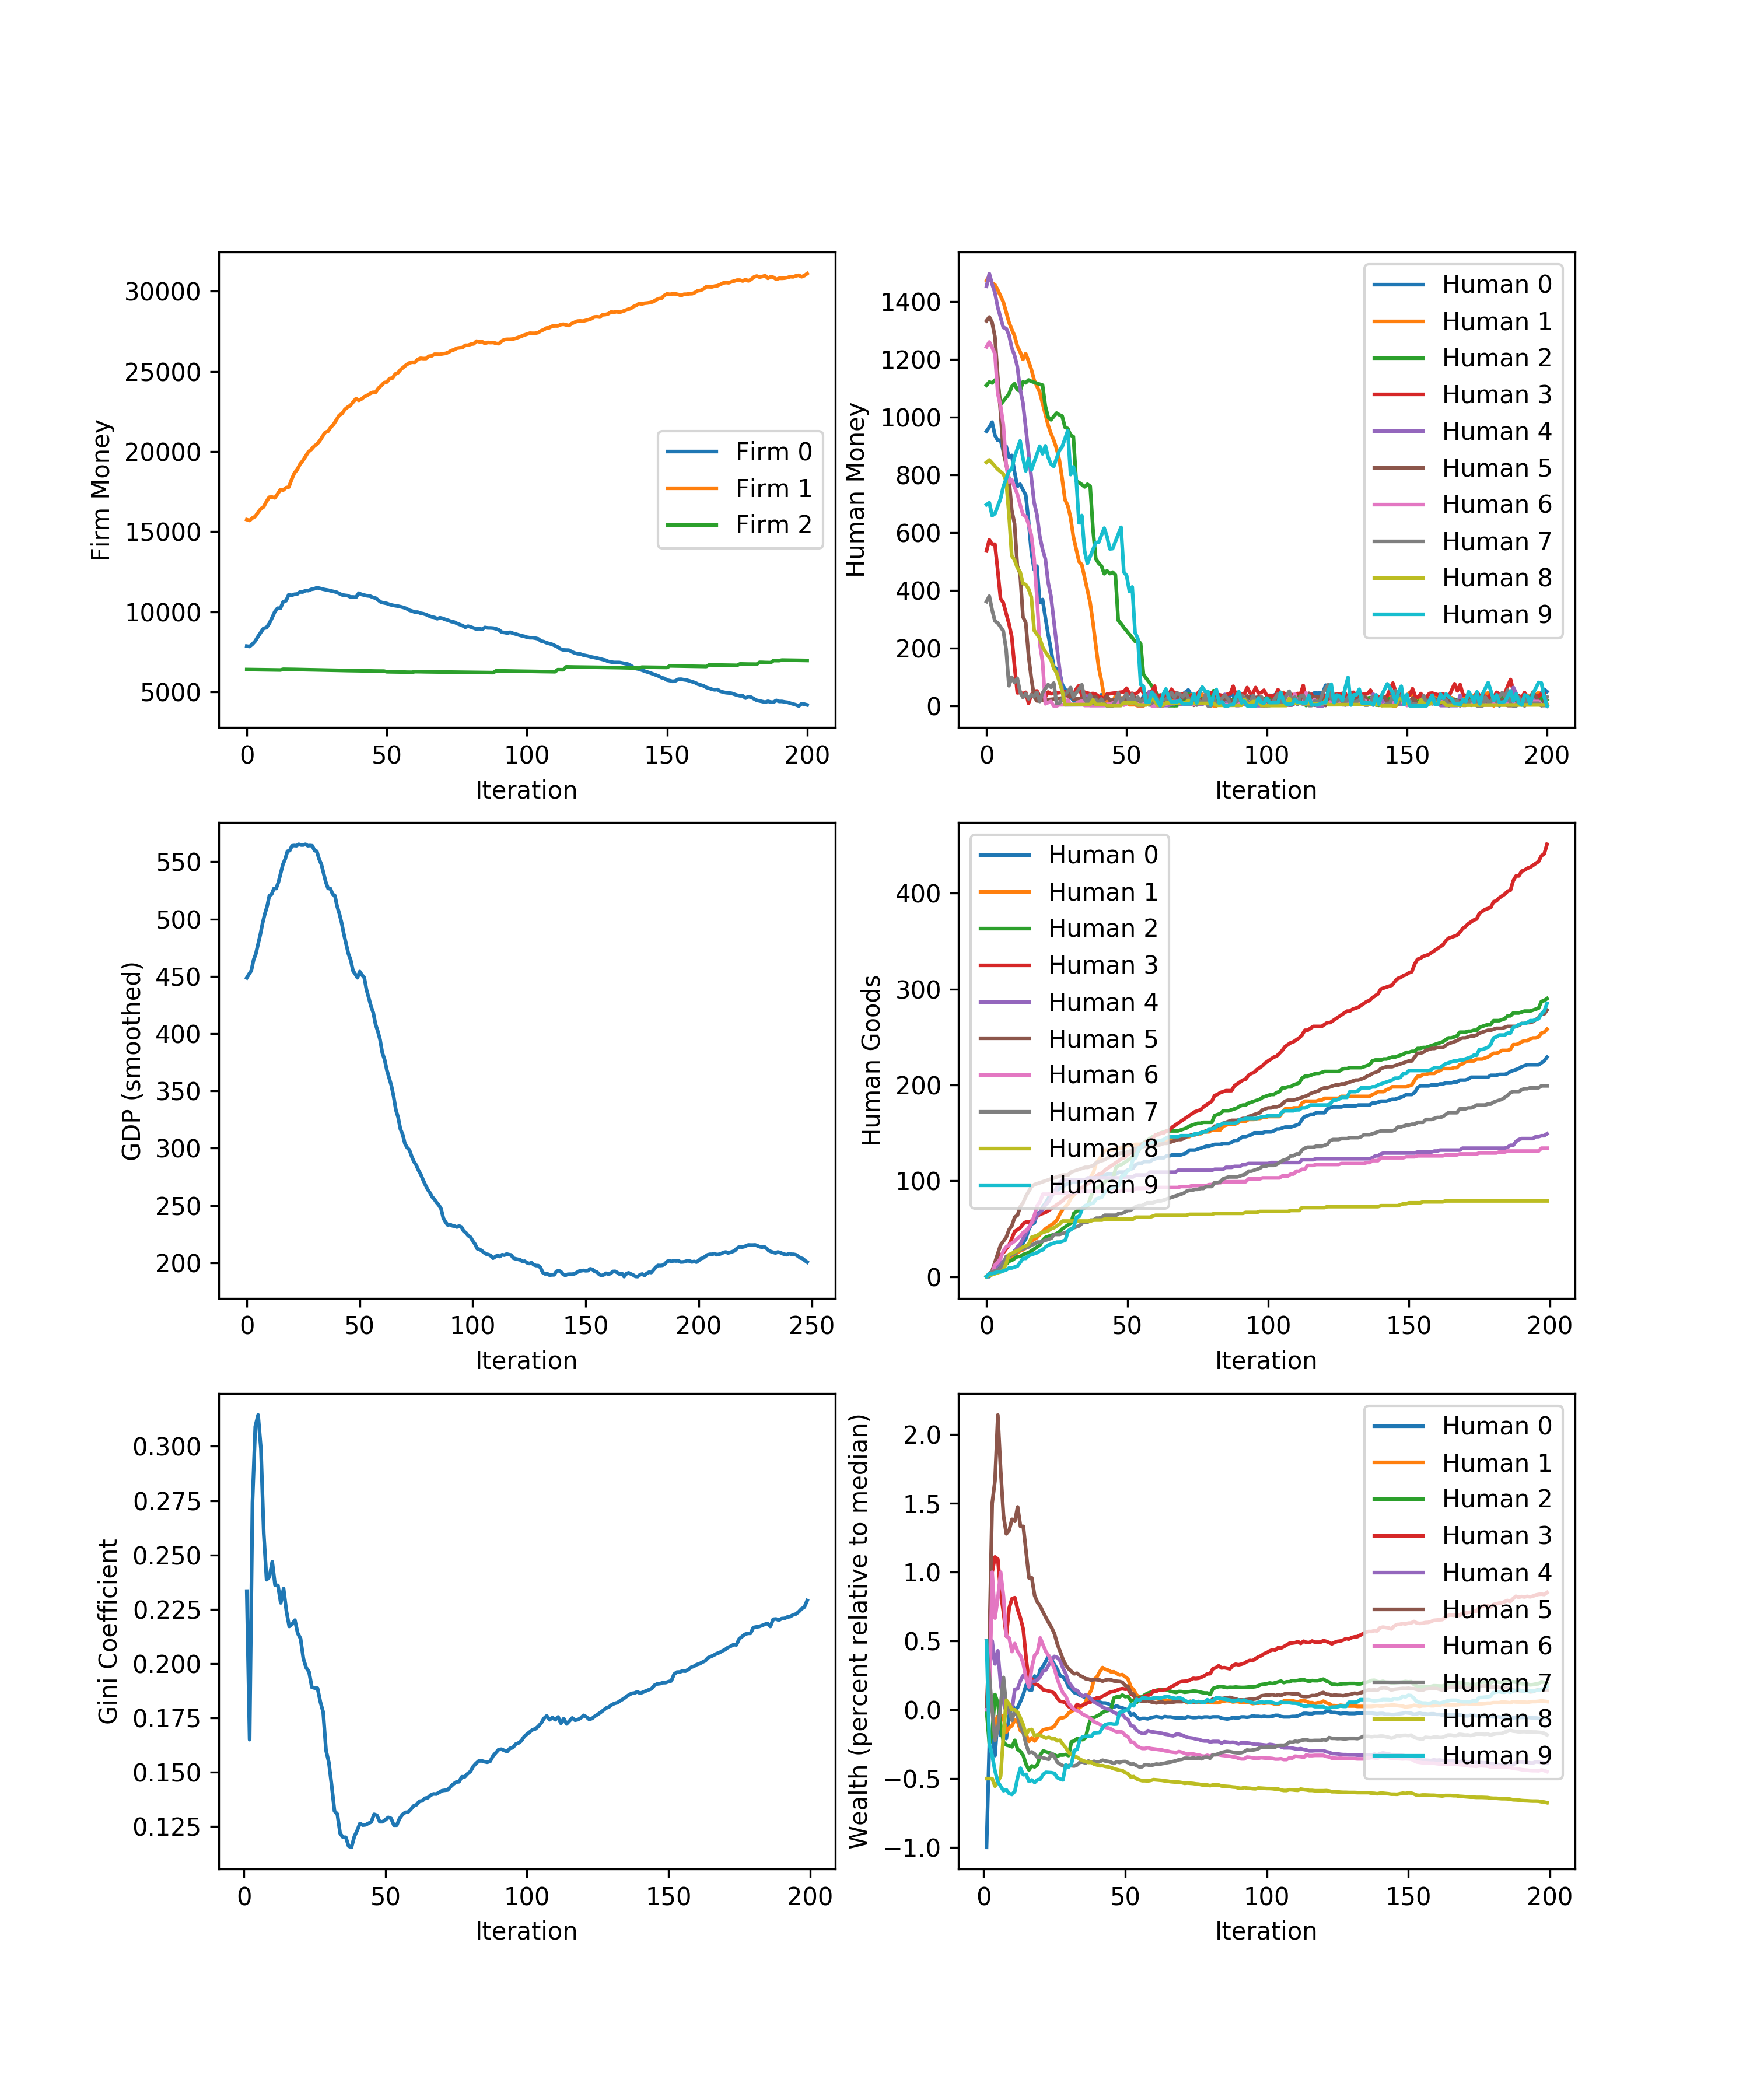 30000
25000
20000
15000
10000
5000
Firm Money
Firm 0
Firm 1
Firm 2
0 50 100 150 200
Iteration
1400
1200
1000
800
600
400
200
0
Human Money
Human 0
Human 1
Human 2
Human 3
Human 4
Human 5
Human 6
Human 7
Human 8
Human 9
0 50 100 150 200
Iteration
550
500
450
400
350
300
250
200
GDP (smoothed)
0 50 100 150 200 250
Iteration
400
300
200
100
0
Human Goods
Human 0
Human 1
Human 2
Human 3
Human 4
Human 5
Human 6
Human 7
Human 8
Human 9
0 50 100 150 200
Iteration
0.300
0.275
0.250
0.225
0.200
0.175
0.150
0.125
Gini Coefficient
0 50 100 150 200
Iteration
2.0
1.5
1.0
0.5
0.0
−0.5
−1.0
Wealth (percent relative to median)
Human 0
Human 1
Human 2
Human 3
Human 4
Human 5
Human 6
Human 7
Human 8
Human 9
0 50 100 150 200
Iteration